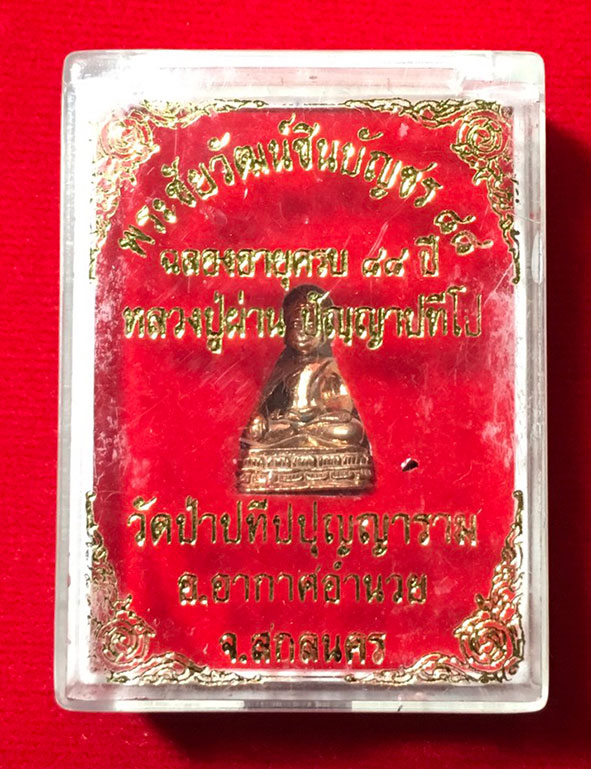 พระชัยวัฒน์ชินบัญชร ๕๘
ฉลองอายุครบ ๘๘ ปี
หลวงปู่ผ่าน ปัญญาปทีโป
วัดป่าปทีปปุญญาราม
อ.อากาศอำนวย
จ.สกลนคร